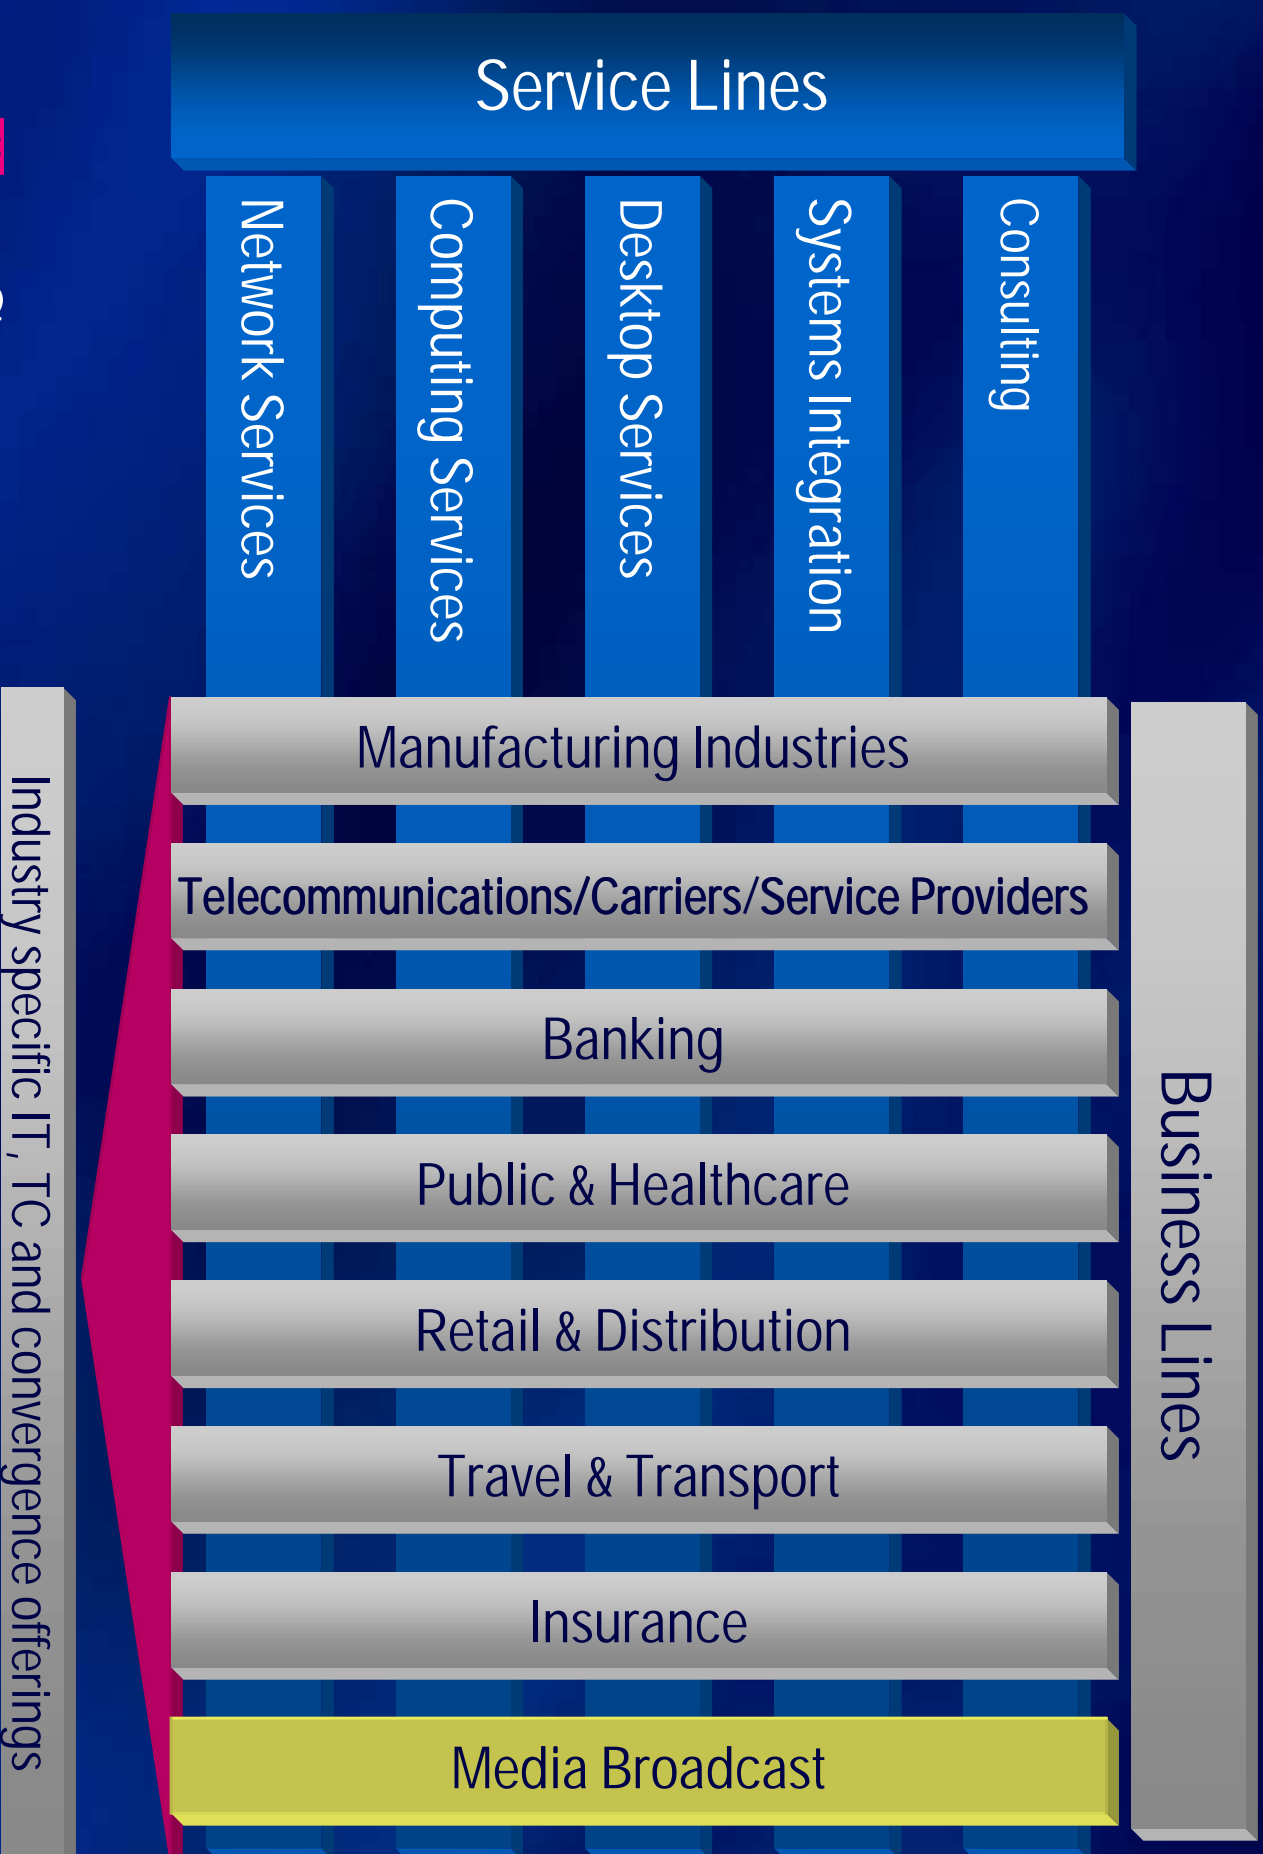 Service Lines
Network Services
Computing Services
Desktop Services
Systems Integration
Consulting
Manufacturing Industries
Telecommunications/Carriers/Service Providers
Banking
Public & Healthcare
Retail & Distribution
Travel & Transport
Insurance
Media Broadcast
Business Lines
Industry specific IT, TC and convergence offerings